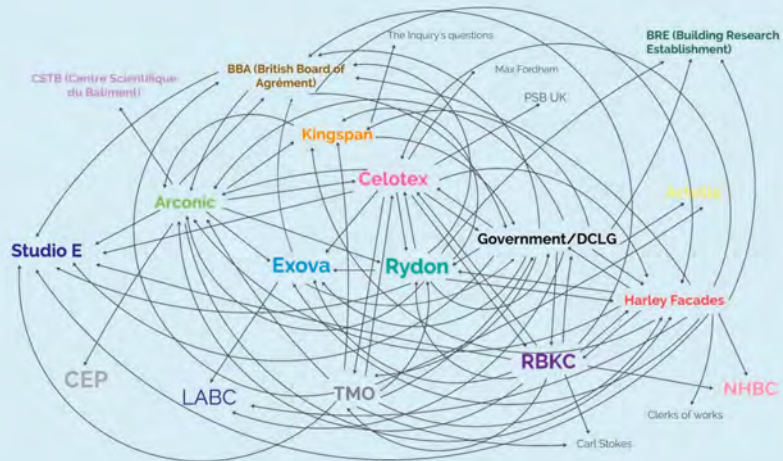 The Inquiry's questions
BRE (Building Research
Establishment)
BBA (British Board of
Agrément)
Max Fordham
CSTB (Centre Scientifique
du Batiment)
PSB UK
Kingspan
Celotex
Artelia
Arconic
Studio E
Government/DCLG
Exova
Rydon
Harley Facades
RBKC
CEP
LABC
TMO
NHBC
Clerks of works
Carl Stokes